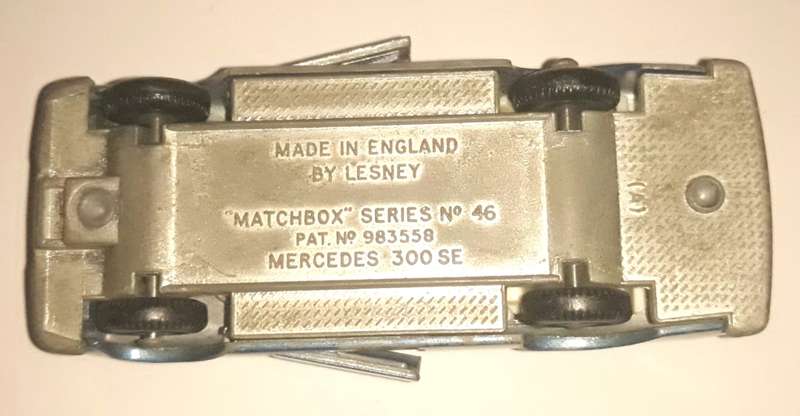 MADE IN ENGLAND
BY LESNEY
"MATCHBOX" SERIES Nº 46
PAT. Nº 983558
MERCEDES 300 SE
(A)